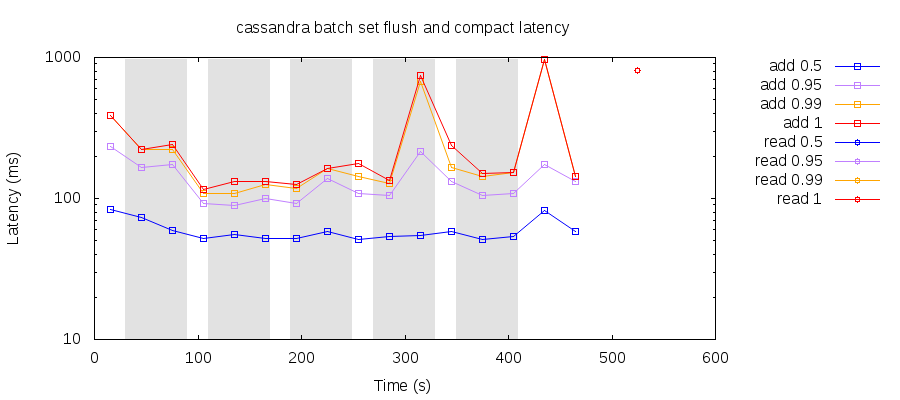 cassandra batch set flush and compact latency
1000
100
10
Latency (ms)
0 100 200 300 400 500 600
Time (s)
add 0.5
add 0.95
add 0.99
add 1
read 0.5
read 0.95
read 0.99
read 1